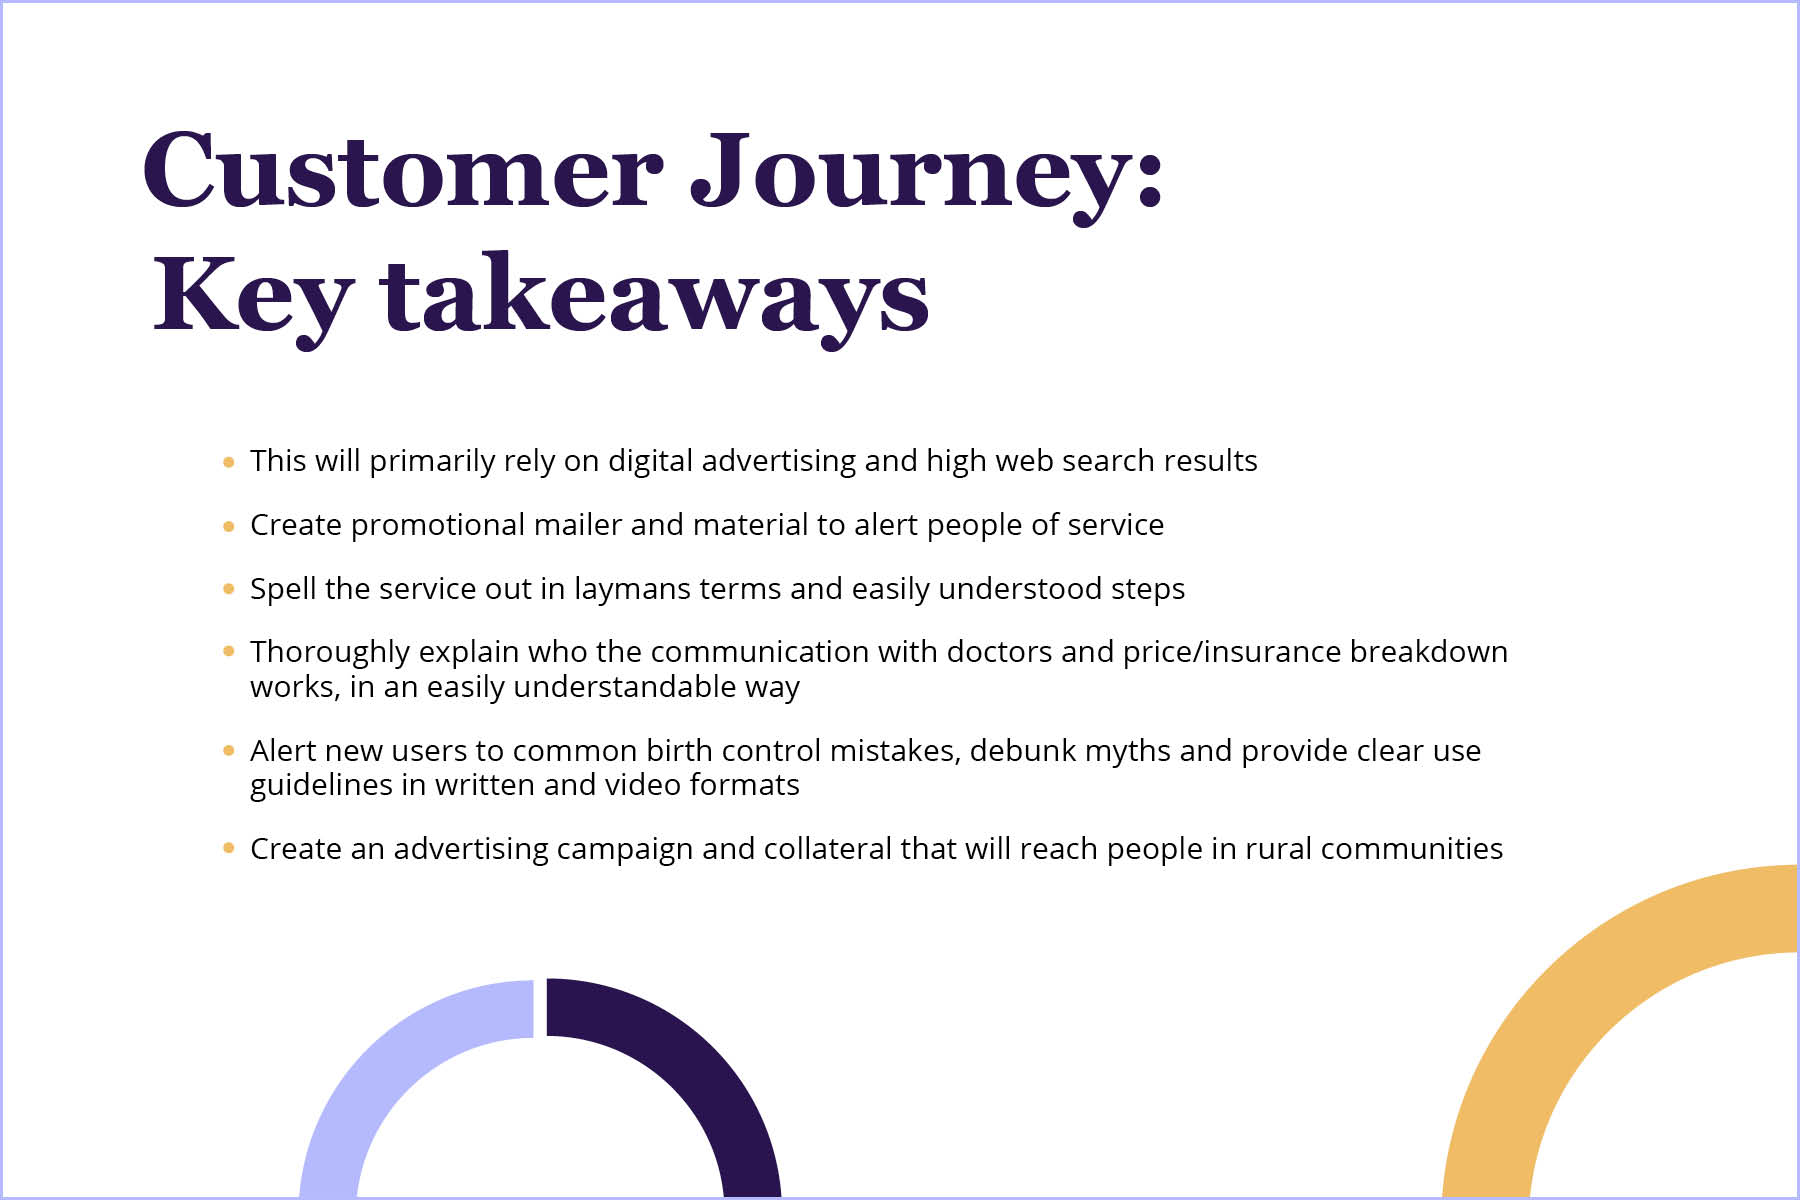 Customer Journey:
Key takeaways
• This will primarily rely on digital advertising and high web search results
• Create promotional mailer and material to alert people of service
• Spell the service out in laymans terms and easily understood steps
• Thoroughly explain who the communication with doctors and price/insurance breakdown
works, in an easily understandable way
• Alert new users to common birth control mistakes, debunk myths and provide clear use
guidelines in written and video formats
• Create an advertising campaign and collateral that will reach people in rural communities